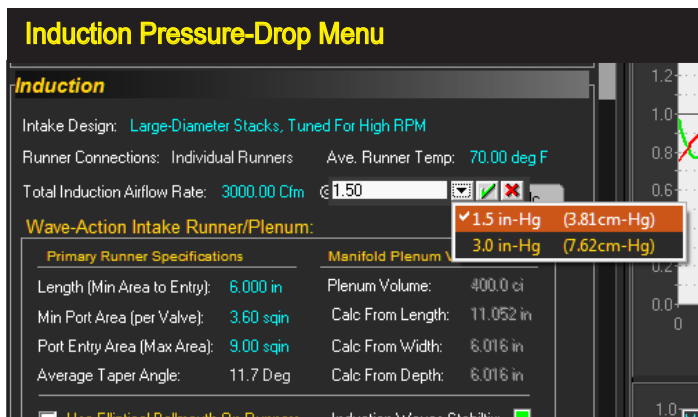 Induction Pressure-Drop Menu
Induction
Intake Design: Large-Diameter Stacks, Tuned For High RPM
Runner Connections: Individual Runners Ave. Runner Temp: 70.00 deg F
Total Induction Airflow Rate: 3000.00 Cfm @ 1.50
1.5 in-Hg (3.81cm-Hg)
3.0 in-Hg (7.62cm-Hg)
Wave-Action Intake Runner/Plenum:
Primary Runner Specifications Manifold Plenum V
Length (Min Area to Entry): 6.000 in Plenum Volume: 400.0 ci
Min Port Area (per Valve): 3.60 sqin Calc From Length: 11.052 in
Port Entry Area (Max Area): 9.00 sqin Calc From Width: 6.016 in
Average Taper Angle: 11.7 Deg Calc From Depth: 6.016 in
Use Elliptical Bellmouth On Runners
1.2
1.0
0.8
0.6
0.2
0.0
0
1.0